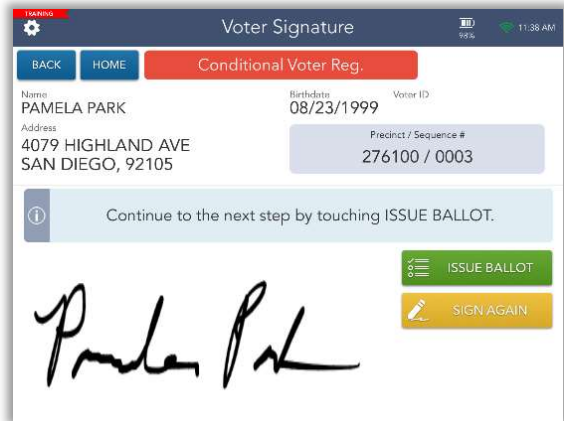 TRAINING
Voter Signature
98%
11:38 AM
BACK
HOME
Conditional Voter Reg.
Name
PAMELA PARK
Birthdate
08/23/1999
Voter ID
Address
4079 HIGHLAND AVE
SAN DIEGO, 92105
Precinct / Sequence #
276100 / 0003
Continue to the next step by touching ISSUE BALLOT.
ISSUE BALLOT
SIGN AGAIN
Pamela Park